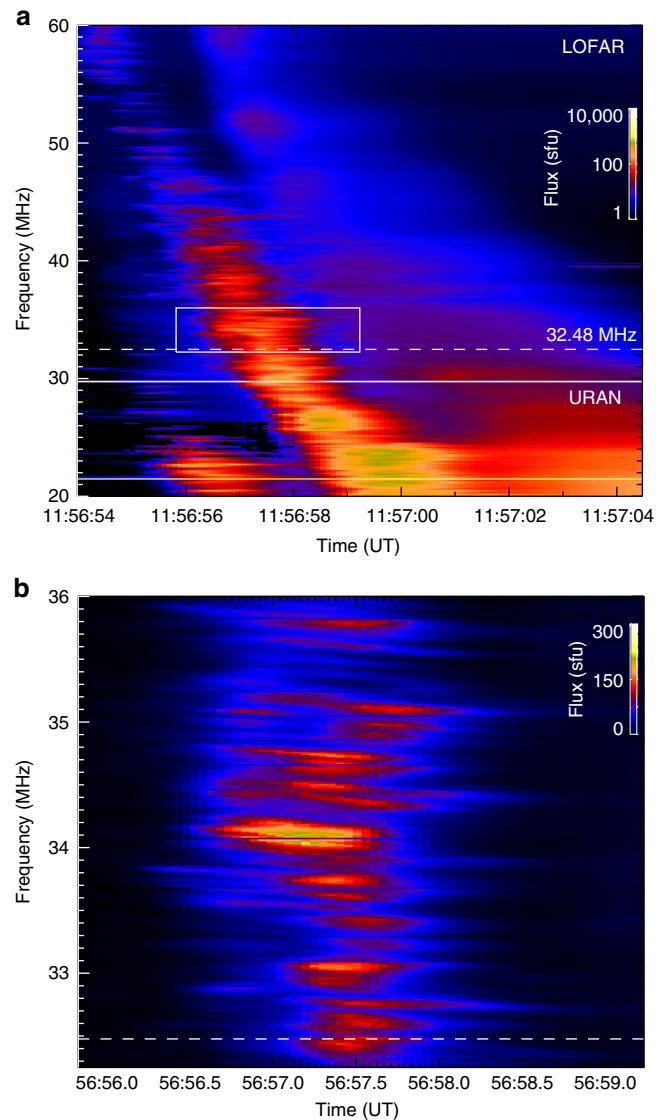 a
60
50
40
30
20
Frequency (MHz)
LOFAR
10,000
100
1
Flux (sfu)
32.48 MHz
URAN
11:56:54
11:56:56
11:56:58
11:57:00
11:57:02
11:57:04
Time (UT)
b
36
35
34
33
Frequency (MHz)
300
150
0
Flux (sfu)
56:56.0
56:56.5
56:57.0
56:57.5
56:58.0
56:58.5
56:59.0
Time (UT)